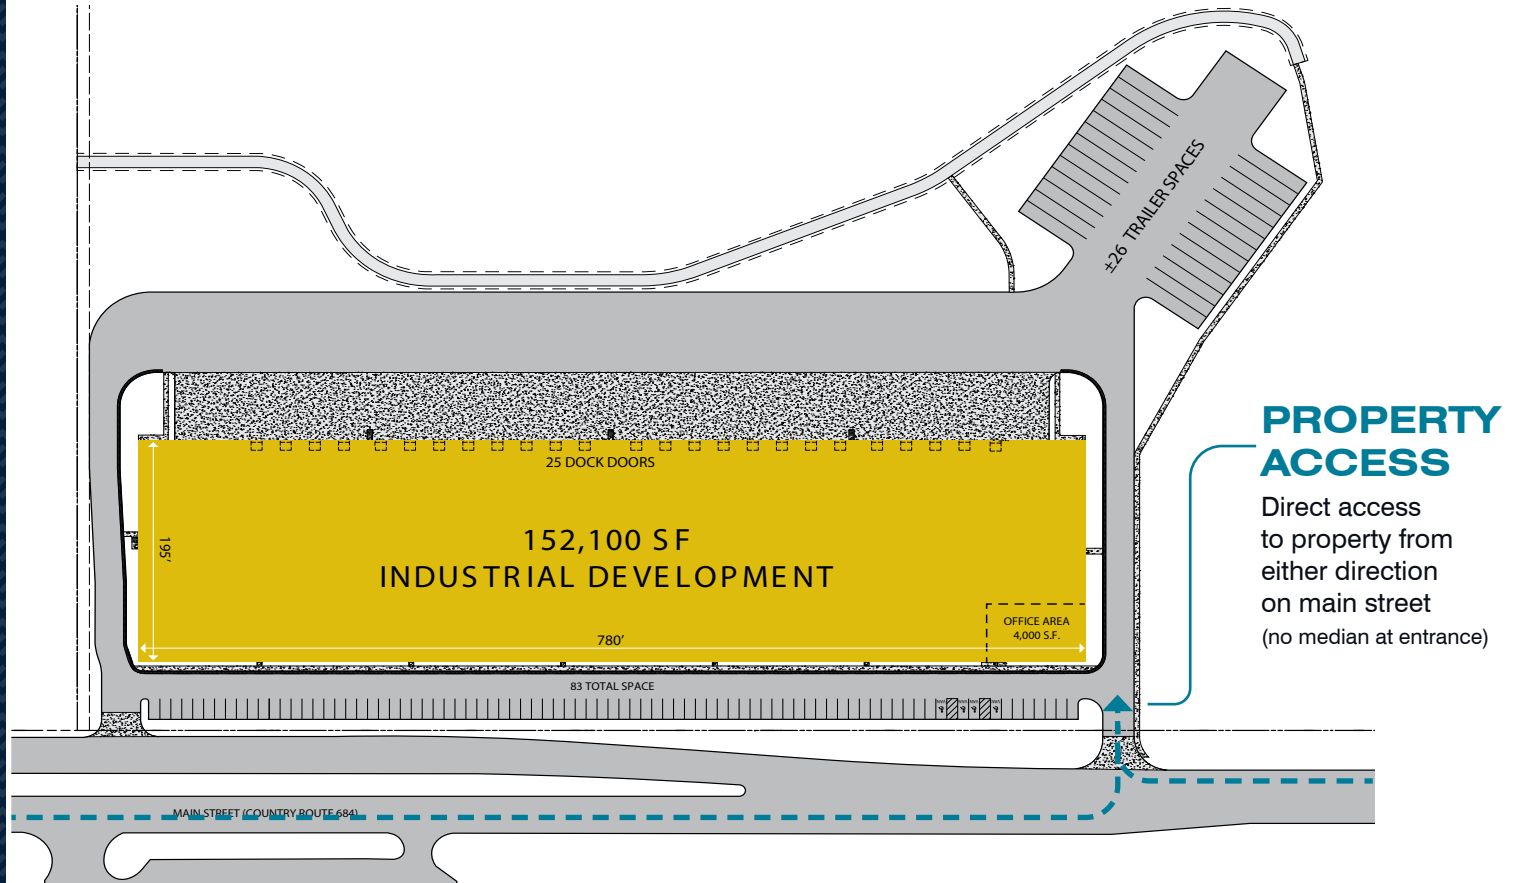 ±26 TRAILER SPACES
25 DOCK DOORS
195'
152,100 SF
INDUSTRIAL DEVELOPMENT
OFFICE AREA
4,000 S.F.
780'
83 TOTAL SPACE
MAIN STREET (COUNTRY ROUTE 684)
PROPERTY
ACCESS
Direct access
to property from
either direction
on main street
(no median at entrance)